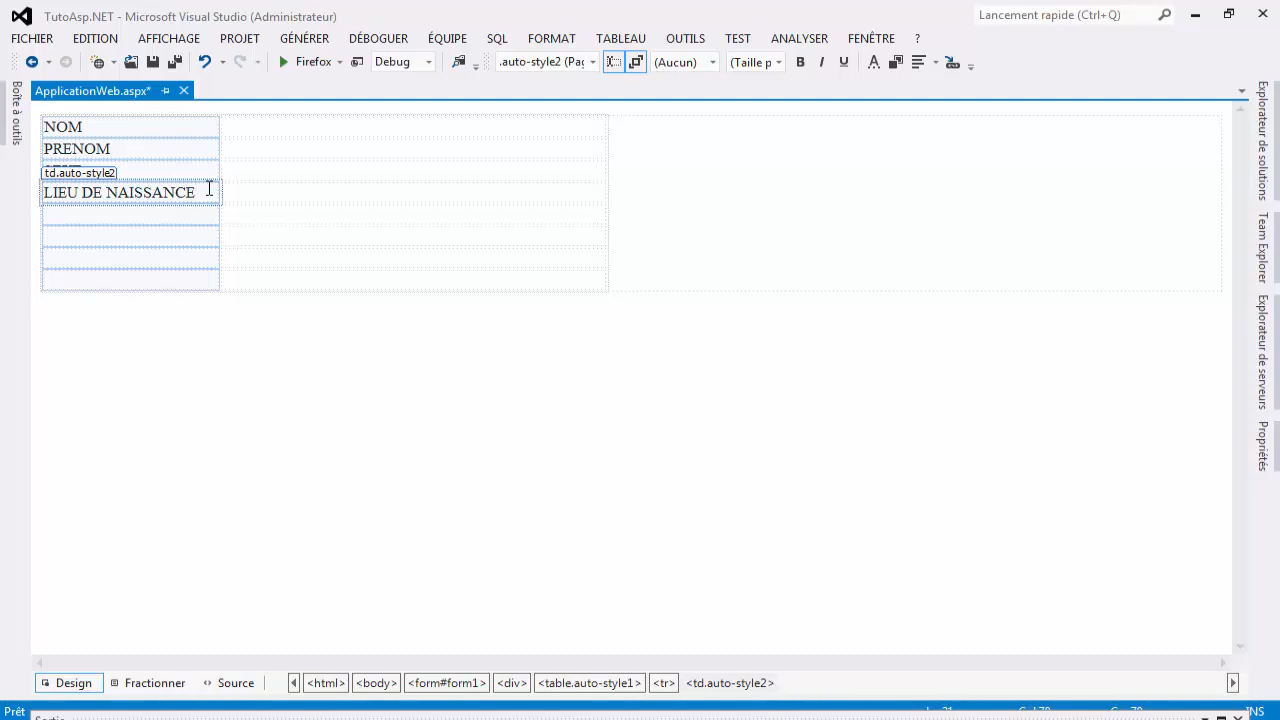 TutoAsp.NET - Microsoft Visual Studio (Administrateur)
Lancement rapide (Ctrl+Q)
FICHIER EDITION AFFICHAGE PROJET GÉNÉRER DÉBOGUER ÉQUIPE SQL FORMAT TABLEAU OUTILS TEST ANALYSER FENÊTRE ?
Firefox Debug .auto-style2 (Pag (Aucun) (Taille p B I U A
ApplicationWeb.aspx*
Boîte à outils
NOM
PRENOM
td.auto-style2
LIEU DE NAISSANCE
Explorateur de solutions
Team Explorer
Explorateur de serveurs
Propriétés
Design Fractionner Source <html> <body> <form#form1> <div> <table.auto-style1> <tr> <td.auto-style2>
Prêt INS